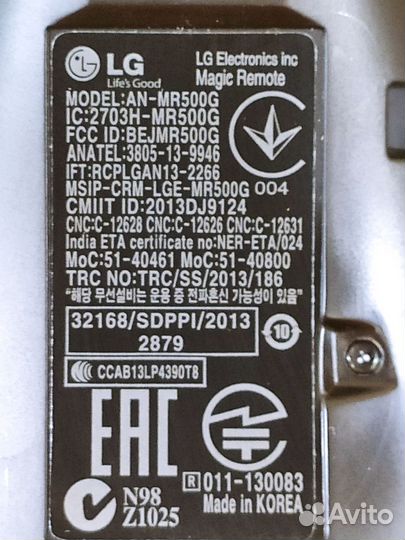 LG
Life's Good
LG Electronics inc
Magic Remote
MODEL:AN-MR500G
IC:2703H-MR500G
FCC ID:BEJMR500G
ANATEL:3805-13-9946
IFT:RCPLGAN13-2266
MSIP-CRM-LGE-MR500G 004
CMIIT ID:2013DJ9124
CNC:C-12628 CNC:C-12626 CNC:C-12631
India ETA certificate no:NER-ETA/024
MoC:51-40461 MoC:51-40800
TRC NO:TRC/SS/2013/186
"해당 무선설비는 운용 중 전파혼신 가능성이 있음"
32168/SDPPI/2013
2879
10
CCAB13LP4390T8
EAC
R 011-130083
Made in KOREA
N98
Z1025
Avito